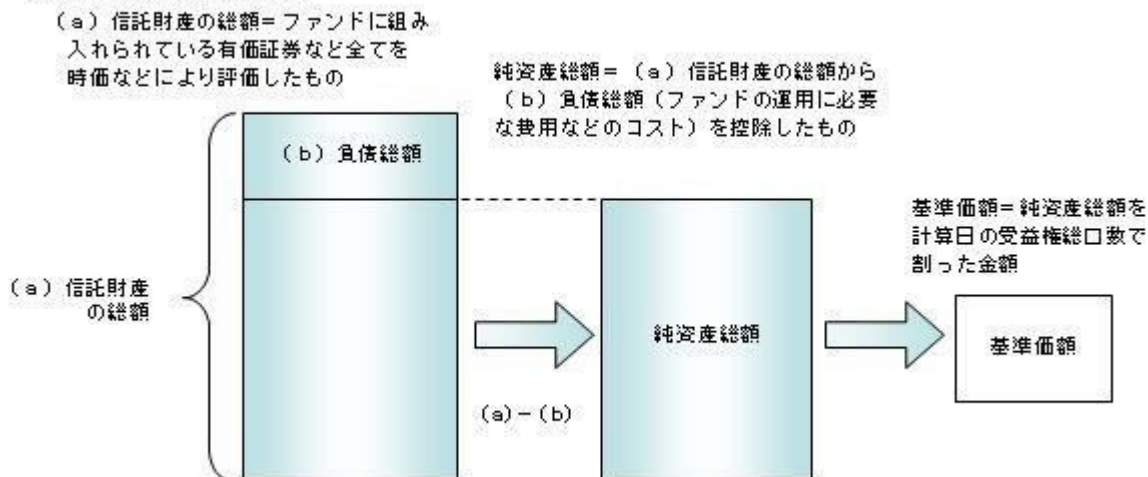 (a)信託財産の総額=ファンドに組み
入れられている有価証券など全てを
時価などにより評価したもの
純資産総額=(a)信託財産の総額から
(b)負債総額(ファンドの運用に必要
な費用などのコスト)を控除したもの
(b)負債総額
基準価額=純資産総額を
計算日の受益権総口数で
割った金額
(a)信託財産
の総額
純資産総額
基準価額
(a)-(b)